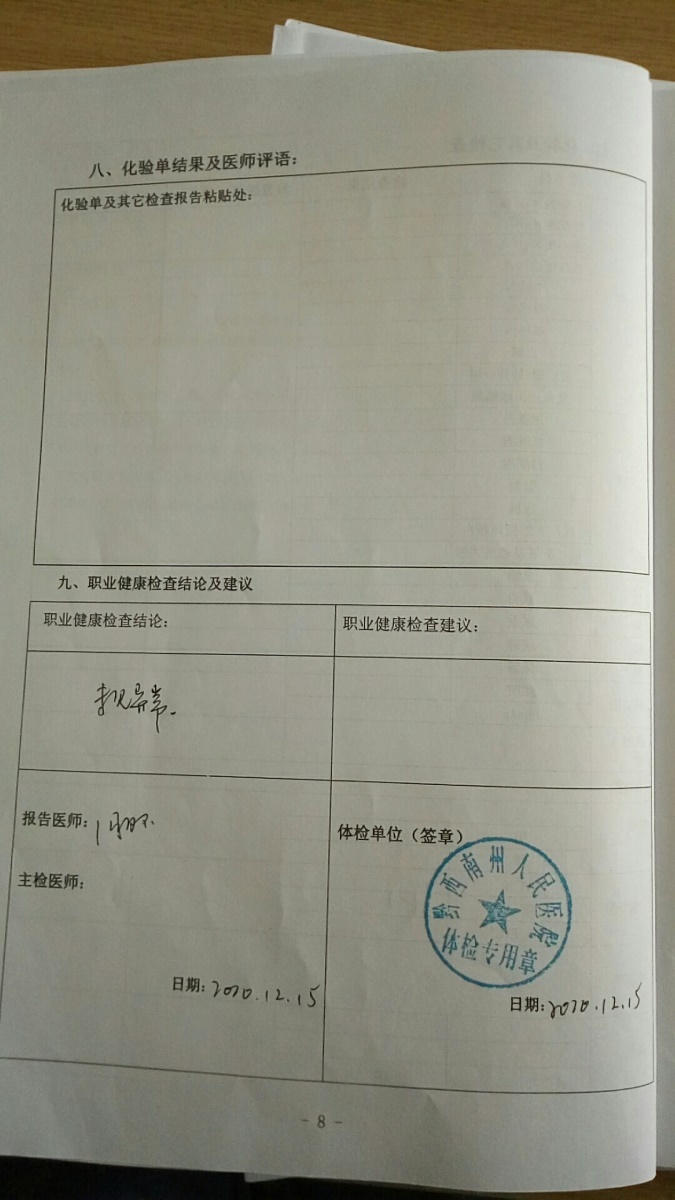 八、化验单结果及医师评语：
化验单及其它检查报告粘贴处：
九、职业健康检查结论及建议
职业健康检查结论：
职业健康检查建议：
未见异常.
报告医师：
体检单位（签章）
黔西南州人民医院
体检专用章
主检医师：
日期：2020.12.15
日期：2020.12.15
- 8 -